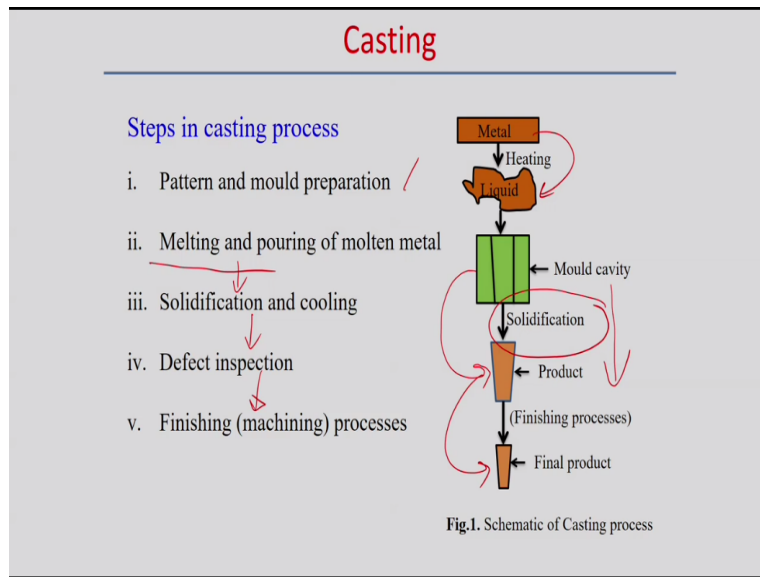 Casting
Steps in casting process
i. Pattern and mould preparation
ii. Melting and pouring of molten metal
iii. Solidification and cooling
iv. Defect inspection
v. Finishing (machining) processes
Metal
Heating
Liquid
Mould cavity
Solidification
Product
(Finishing processes)
Final product
Fig.1. Schematic of Casting process